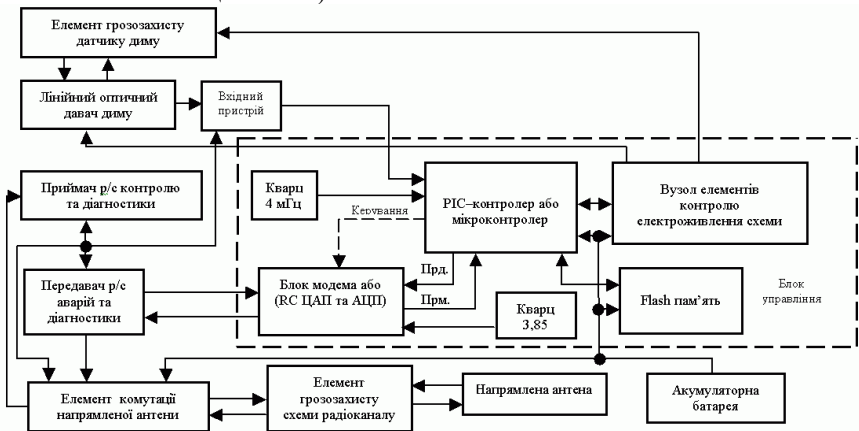 Елемент грозозахисту
датчику диму
Лінійний оптичний
давач диму
Вхідний
пристрій
Приймач р/с контролю
та діагностики
Кварц
4 мГц
PIC–контролер або
мікроконтролер
Вузол елементів
контролю
електроживлення схеми
Керування
Передавач р/с
аварій та
діагностики
Блок модема або
(RC ЦАП та АЦП)
Прд.
Прм.
Кварц
3,85
Flash пам’ять
Блок
управління
Елемент комутації
напрямленої антени
Елемент
грозозахисту
схеми радіоканалу
Напрямлена антена
Акумуляторна
батарея